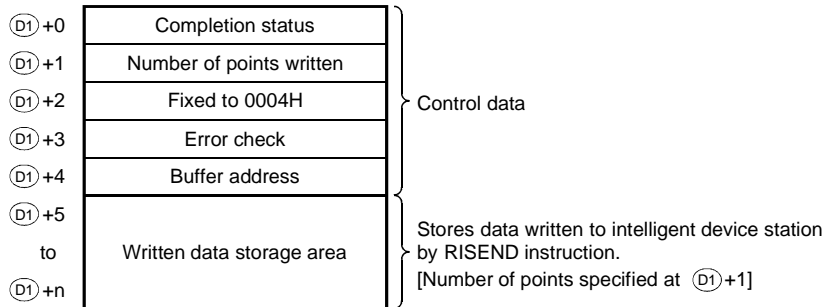 D1 +0 Completion status
D1 +1 Number of points written
D1 +2 Fixed to 0004H
D1 +3 Error check
D1 +4 Buffer address
Control data
D1 +5
to Written data storage area
D1 +n
Stores data written to intelligent device station
by RISEND instruction.
[Number of points specified at D1 +1]